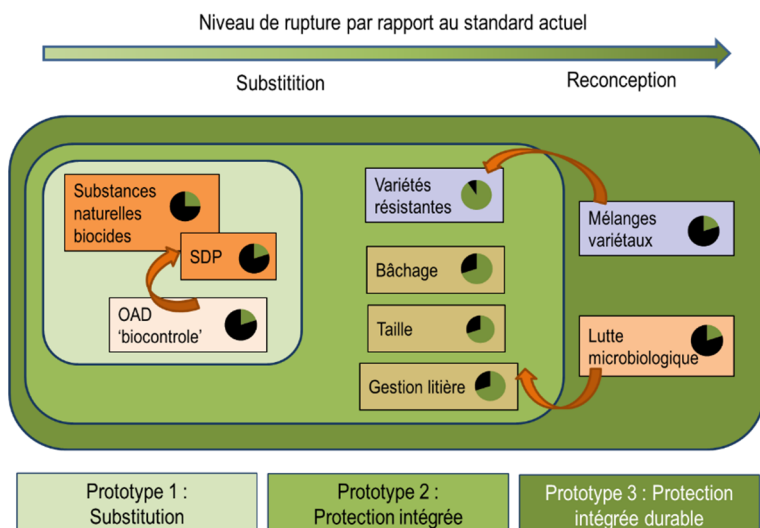 Niveau de rupture par rapport au standard actuel
Substitition
Reconception
Substances
naturelles
biocides
SDP
OAD
‘biocontrole’
Variétés
résistantes
Bâchage
Taille
Gestion litière
Mélanges
variétaux
Lutte
microbiologique
Prototype 1 :
Substitution
Prototype 2 :
Protection intégrée
Prototype 3 : Protection
intégrée durable